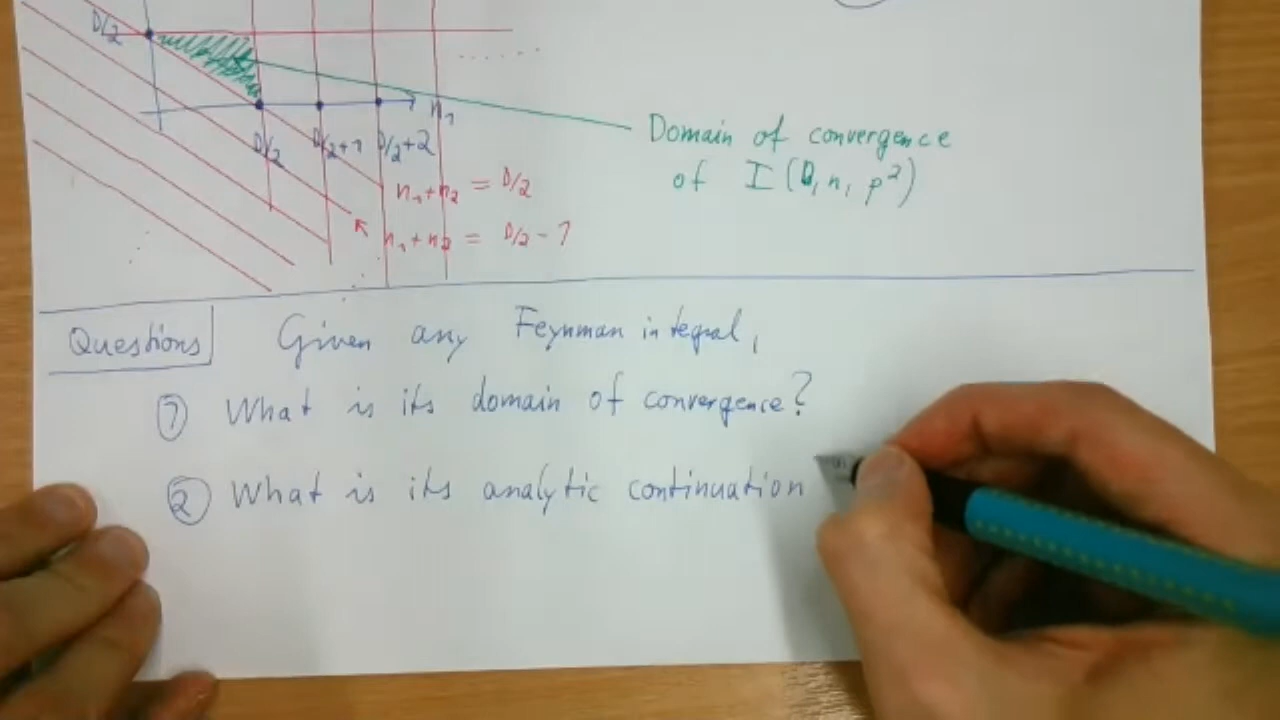 D/2
n₁
D/2 D/2+1 D/2+2
Domain of convergence
of I(D, n, p²)
n₁+n₂ = D/2
n₁+n₂ = D/2 - 1
Questions Given any Feynman integral,
① What is its domain of convergence?
② What is its analytic continuation